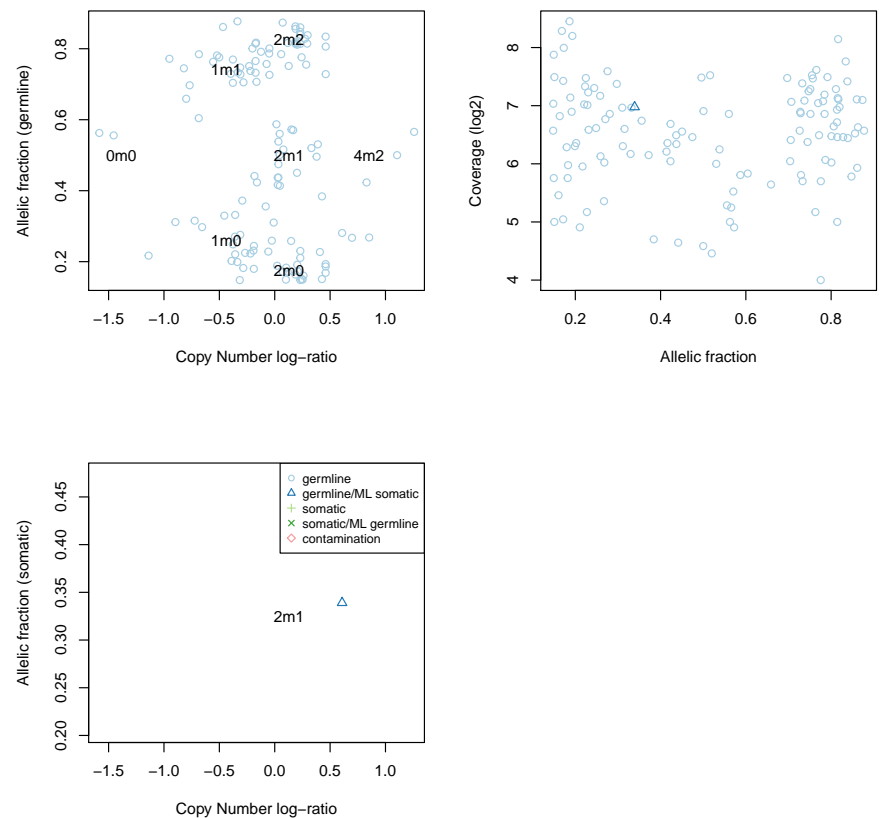 0.2 0.4 0.6 0.8
Allelic fraction (germline)
2m2
1m1
0m0 2m1 4m2
1m0
2m0
−1.5 −1.0 −0.5 0.0 0.5 1.0
Copy Number log−ratio
4 5 6 7 8
Coverage (log2)
0.2 0.4 0.6 0.8
Allelic fraction
0.20 0.25 0.30 0.35 0.40 0.45
Allelic fraction (somatic)
germline
germline/ML somatic
somatic
somatic/ML germline
contamination
2m1
−1.5 −1.0 −0.5 0.0 0.5 1.0
Copy Number log−ratio